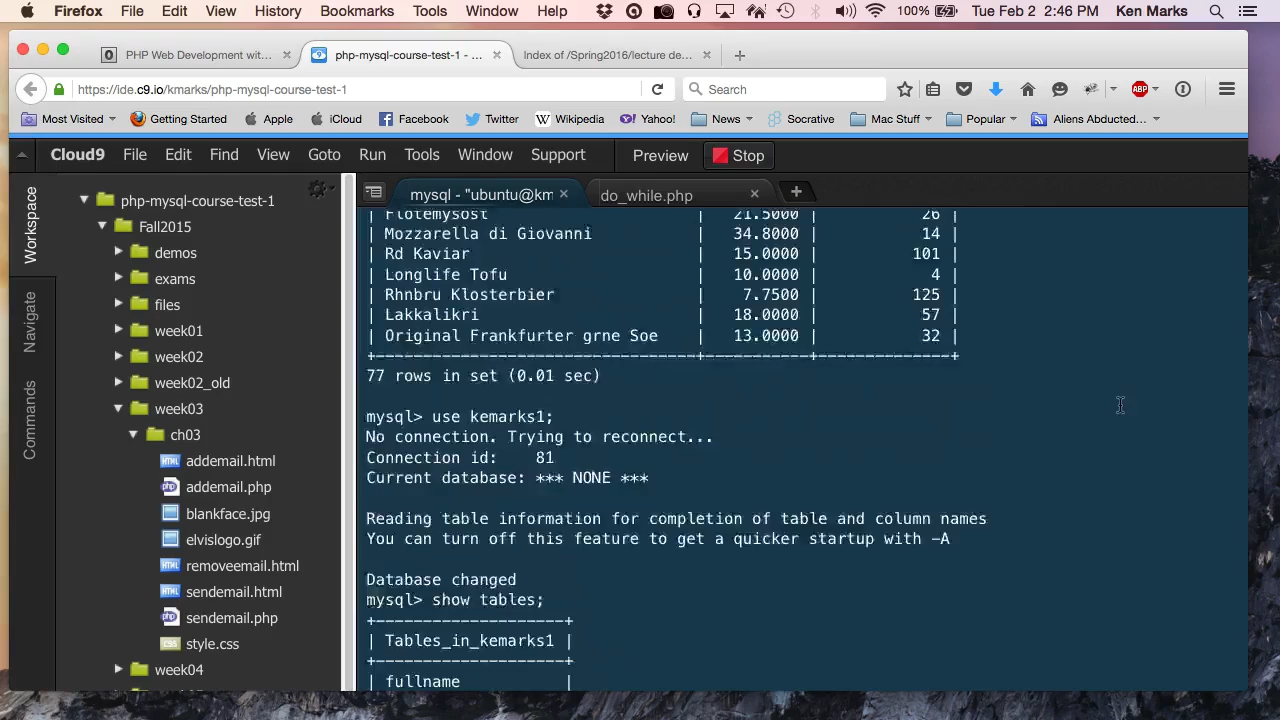 Firefox File Edit View History Bookmarks Tools Window Help 100% Tue Feb 2 2:46 PM Ken Marks
PHP Web Development wit... × php-mysql-course-test-1 - ... × Index of /Spring2016/lecture de... × +
https://ide.c9.io/kmarks/php-mysql-course-test-1 Search ABP
Most Visited Getting Started Apple iCloud Facebook Twitter W Wikipedia Yahoo! News Socrative Mac Stuff Popular Aliens Abducted...
Cloud9 File Edit Find View Goto Run Tools Window Support Preview Stop
mysql - "ubuntu@km × do_while.php × +
Workspace
Navigate
Commands
php-mysql-course-test-1
Fall2015
demos
exams
files
week01
week02
week02_old
week03
ch03
addemail.html
addemail.php
blankface.jpg
elvislogo.gif
removeemail.html
sendemail.html
sendemail.php
style.css
week04
| Flotemysost | 21.5000 | 26 |
| Mozzarella di Giovanni | 34.8000 | 14 |
| Rd Kaviar | 15.0000 | 101 |
| Longlife Tofu | 10.0000 | 4 |
| Rhnbru Klosterbier | 7.7500 | 125 |
| Lakkalikri | 18.0000 | 57 |
| Original Frankfurter grne Soe | 13.0000 | 32 |
+---------------------------------+-----------+--------------+
77 rows in set (0.01 sec)
mysql> use kemarks1;
No connection. Trying to reconnect...
Connection id: 81
Current database: *** NONE ***
Reading table information for completion of table and column names
You can turn off this feature to get a quicker startup with -A
Database changed
mysql> show tables;
+--------------------+
| Tables_in_kemarks1 |
+--------------------+
| fullname |